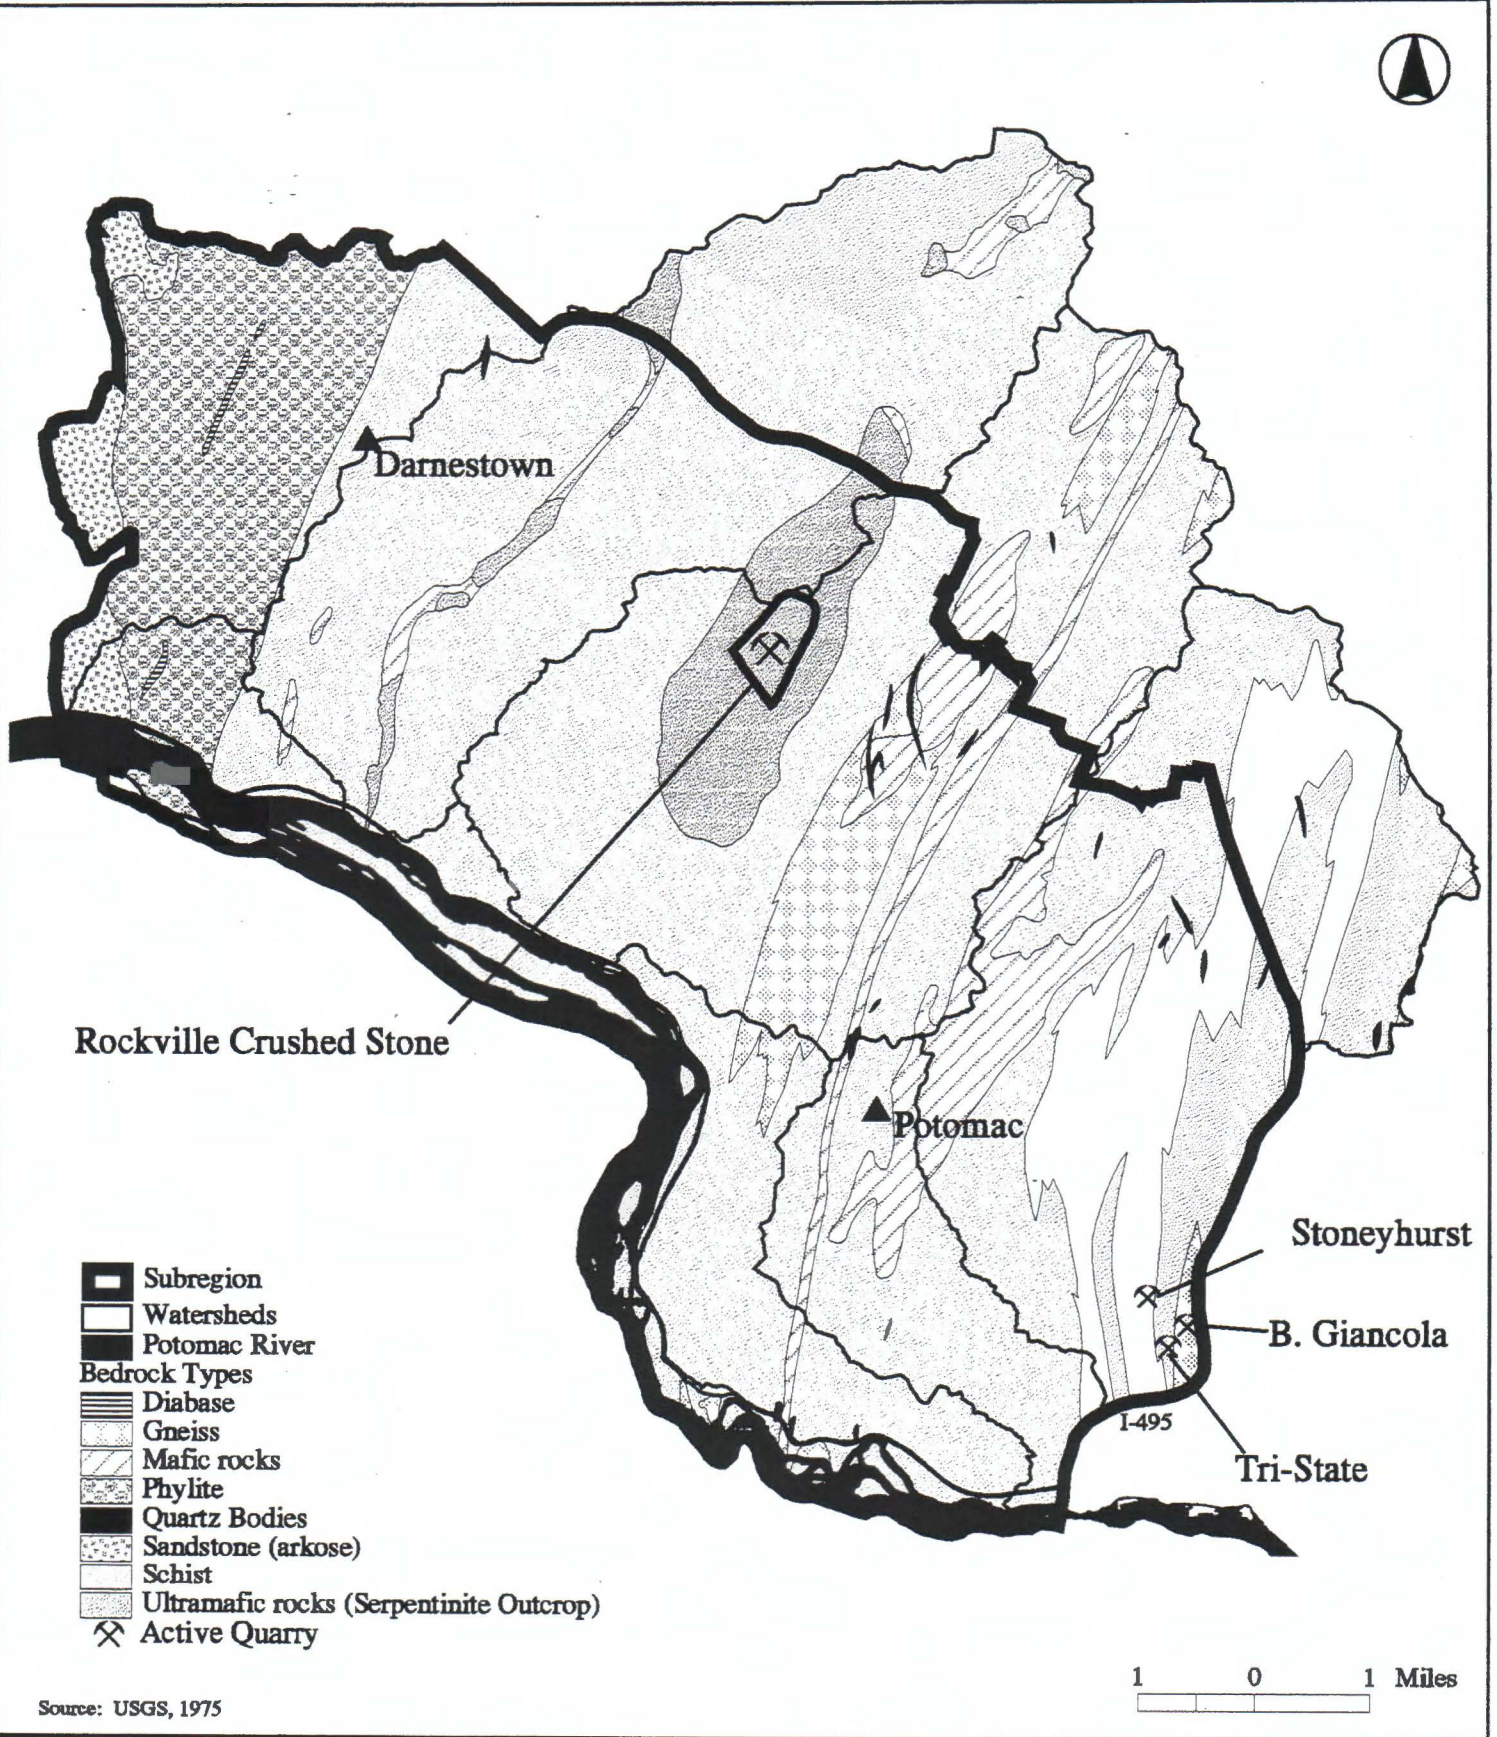 Darnestown
Rockville Crushed Stone
Potomac
Stoneyhurst
B. Giancola
I-495
Tri-State
Subregion
Watersheds
Potomac River
Bedrock Types
Diabase
Gneiss
Mafic rocks
Phylite
Quartz Bodies
Sandstone (arkose)
Schist
Ultramafic rocks (Serpentinite Outcrop)
Active Quarry
1 0 1 Miles
Source: USGS, 1975